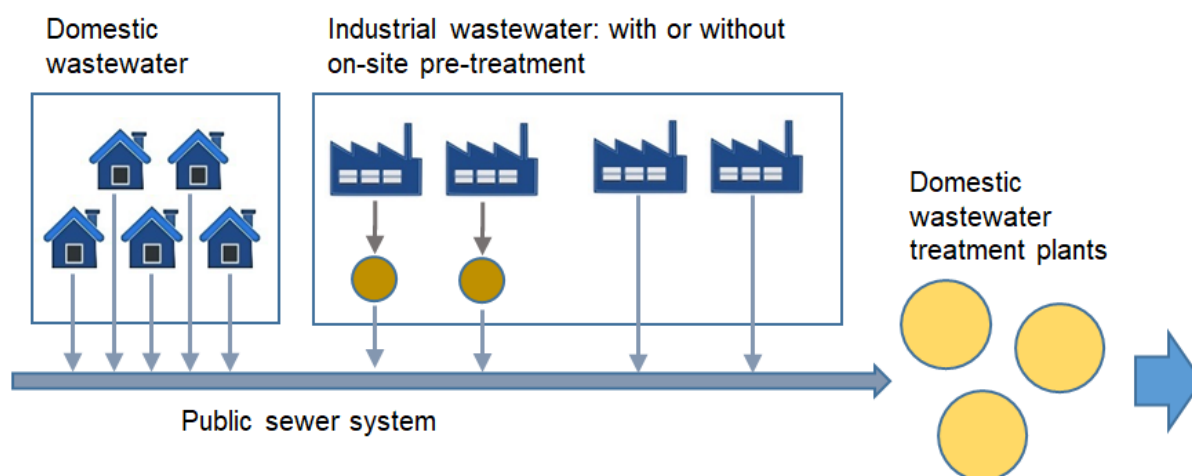 Domestic
wastewater
Industrial wastewater: with or without
on-site pre-treatment
Domestic
wastewater
treatment plants
Public sewer system